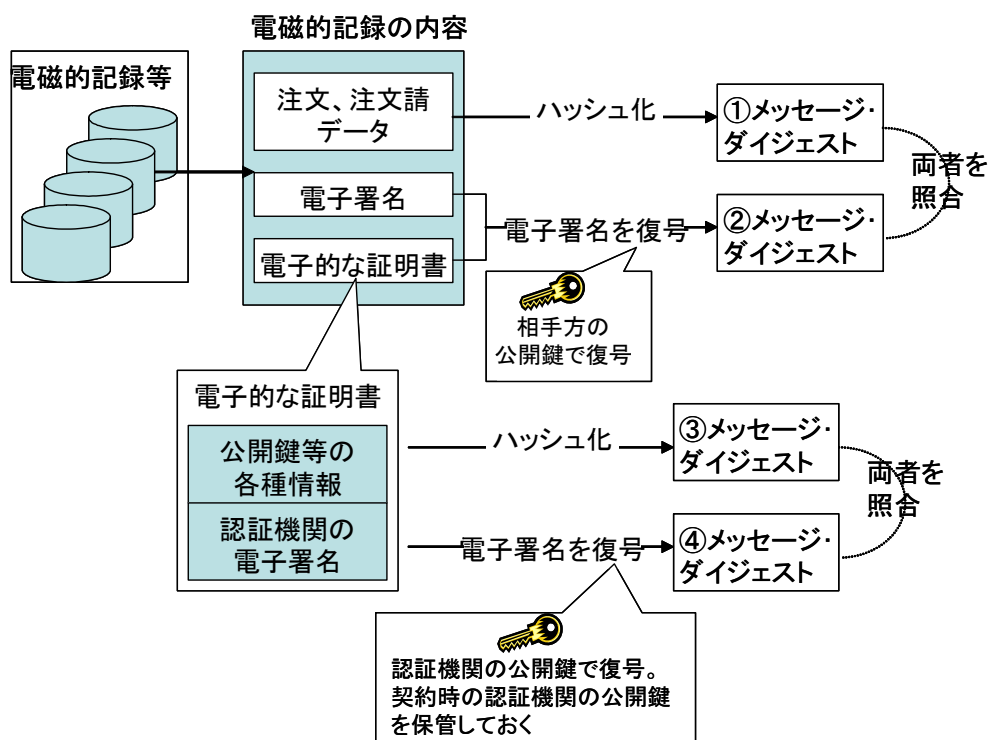 電磁的記録の内容
電磁的記録等
注文、注文請
データ
ハッシュ化
①メッセージ・
ダイジェスト
両者を
照合
電子署名
電子署名を復号
②メッセージ・
ダイジェスト
電子的な証明書
相手方の
公開鍵で復号
電子的な証明書
公開鍵等の
各種情報
ハッシュ化
③メッセージ・
ダイジェスト
両者を
照合
認証機関の
電子署名
電子署名を復号
④メッセージ・
ダイジェスト
認証機関の公開鍵で復号。
契約時の認証機関の公開鍵
を保管しておく